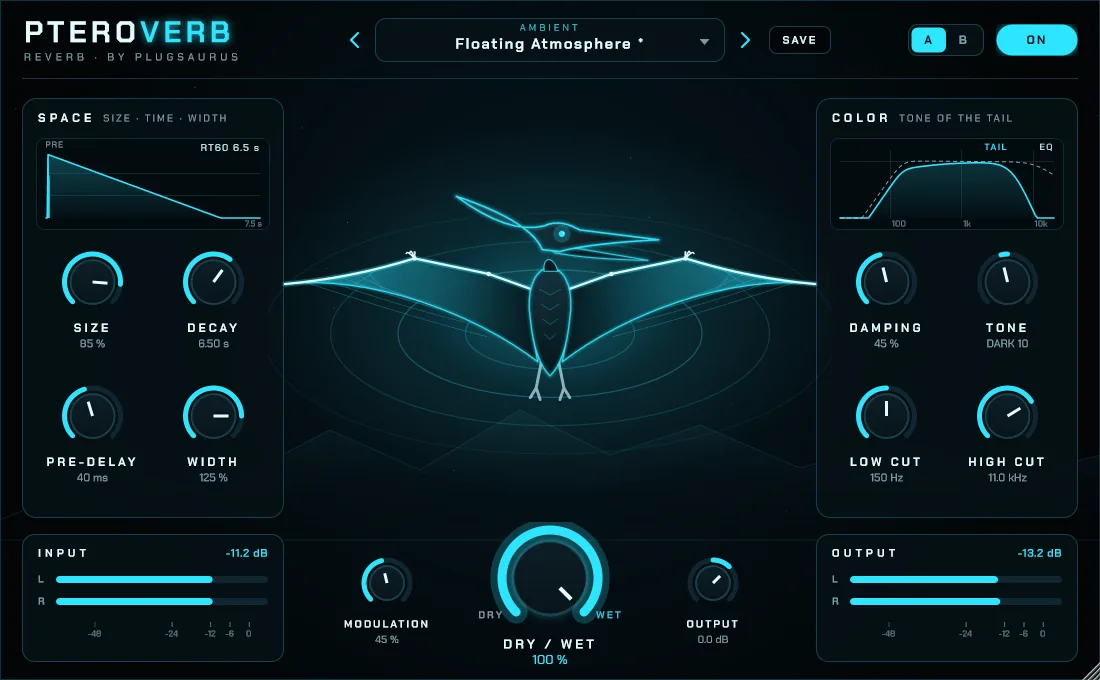 PTEROVERB
REVERB · BY PLUGSAURUS
AMBIENT
Floating Atmosphere *
SAVE
A B
ON
SPACE SIZE · TIME · WIDTH
PRE
RT60 6.5 s
7.5 s
SIZE
85 %
DECAY
6.50 s
PRE-DELAY
40 ms
WIDTH
125 %
COLOR TONE OF THE TAIL
TAIL EQ
100 1k 10k
DAMPING
45 %
TONE
DARK 10
LOW CUT
150 Hz
HIGH CUT
11.0 kHz
INPUT -11.2 dB
L
R
-48 -24 -12 -6 0
MODULATION
45 %
DRY WET
DRY / WET
100 %
OUTPUT
0.0 dB
OUTPUT -13.2 dB
L
R
-48 -24 -12 -6 0